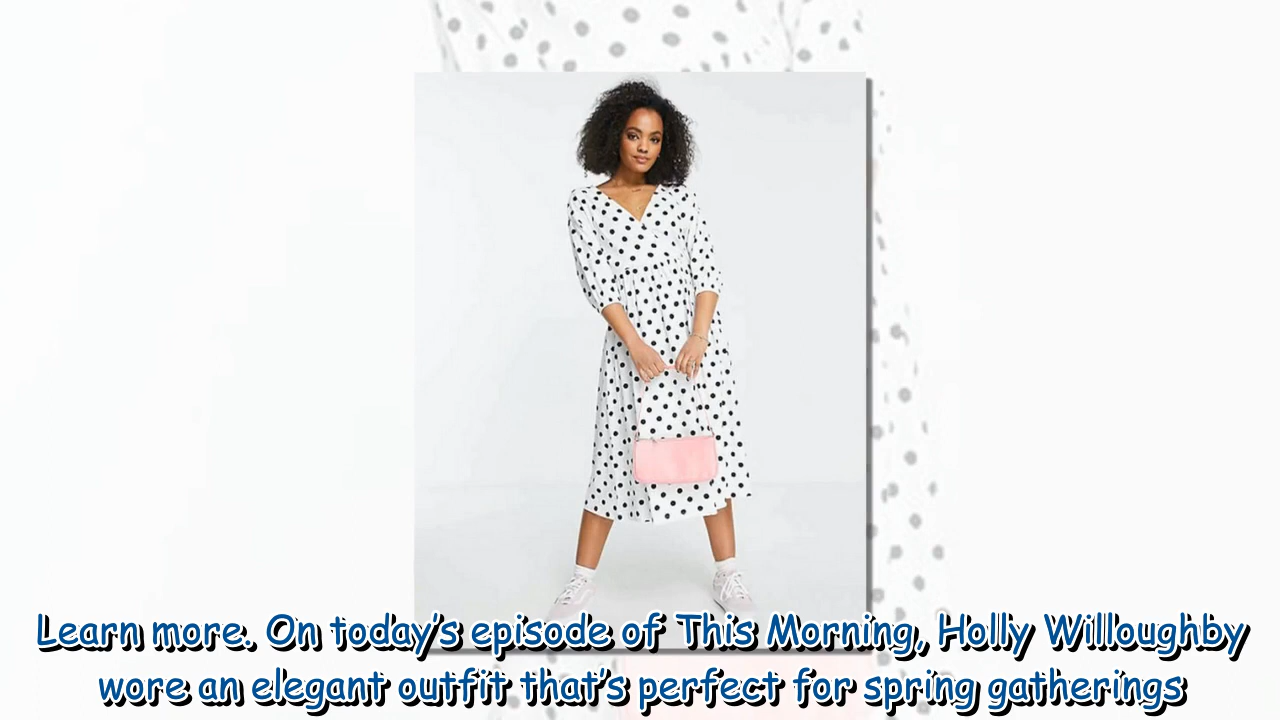 Learn more. On today's episode of This Morning, Holly Willoughby
wore an elegant outfit that's perfect for spring gatherings